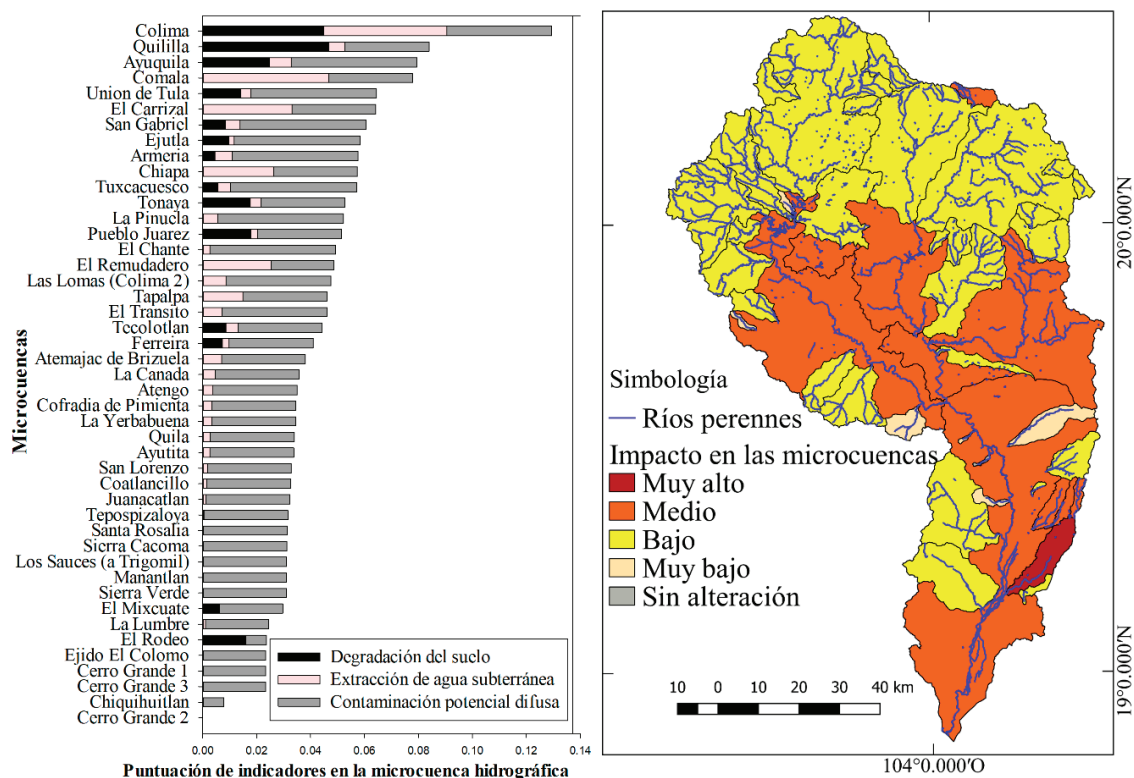 Colima
Quililla
Ayuquila
Comala
Union de Tula
El Carrizal
San Gabriel
Ejutla
Armeria
Chiapa
Tuxcacuesco
Tonaya
La Pinuela
Pueblo Juarez
El Chante
El Remudadero
Las Lomas (Colima 2)
Tapalpa
El Transito
Tecolotlan
Ferreira
Atemajac de Brizuela
La Canada
Atengo
Cofradia de Pimienta
La Yerbabuena
Quila
Ayutita
San Lorenzo
Coatlancillo
Juanacatlan
Tepospizaloya
Santa Rosalia
Sierra Cacoma
Los Sauces (a Trigomil)
Manantlan
Sierra Verde
El Mixcuate
La Lumbre
El Rodeo
Ejido El Colomo
Cerro Grande 1
Cerro Grande 3
Chiquihuitlan
Cerro Grande 2
Microcuencas
Degradación del suelo
Extracción de agua subterránea
Contaminación potencial difusa
0.00 0.02 0.04 0.06 0.08 0.10 0.12 0.14
Puntuación de indicadores en la microcuenca hidrográfica
Simbología
Ríos perennes
Impacto en las microcuencas
Muy alto
Medio
Bajo
Muy bajo
Sin alteración
10 0 10 20 30 40 km
20°0.000'N
19°0.000'N
104°0.000'O